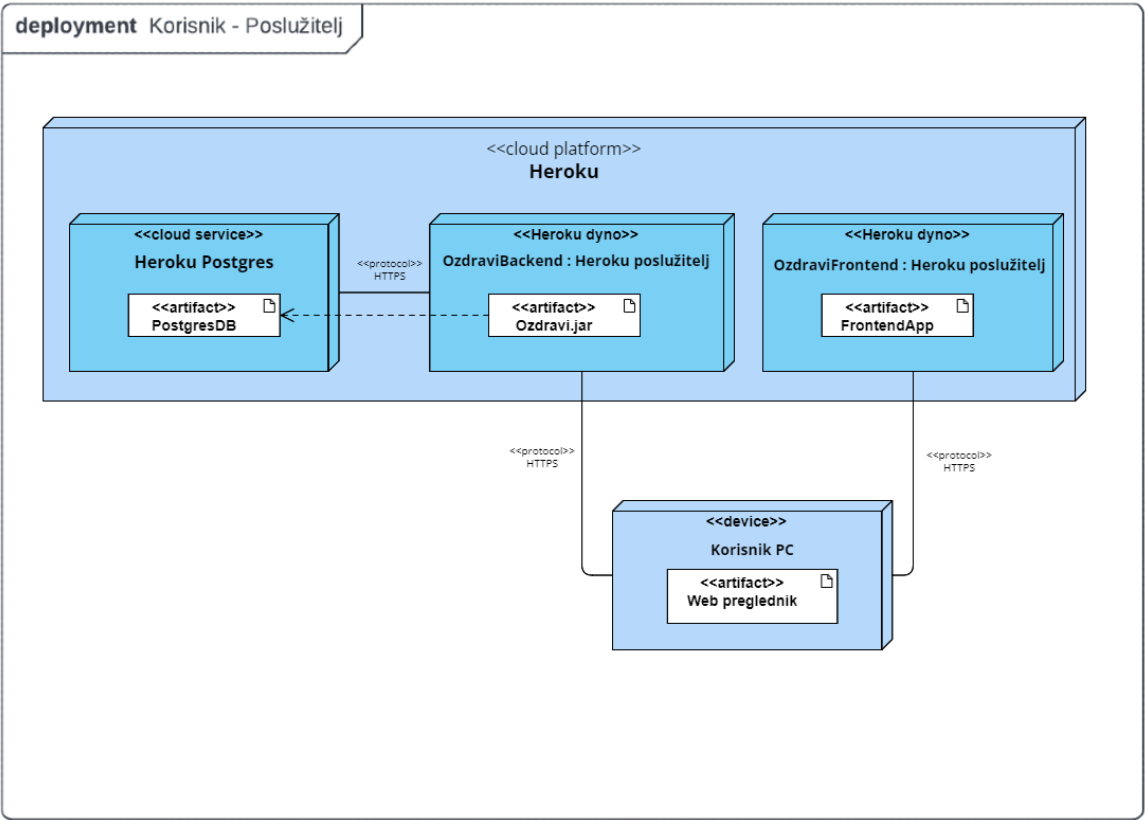 deployment Korisnik - Poslužitelj
<<cloud platform>>
Heroku
<<cloud service>>
Heroku Postgres
<<artifact>>
PostgresDB
<<protocol>>
HTTPS
<<Heroku dyno>>
OzdraviBackend : Heroku poslužitelj
<<artifact>>
Ozdravi.jar
<<Heroku dyno>>
OzdraviFrontend : Heroku poslužitelj
<<artifact>>
FrontendApp
<<protocol>>
HTTPS
<<protocol>>
HTTPS
<<device>>
Korisnik PC
<<artifact>>
Web preglednik